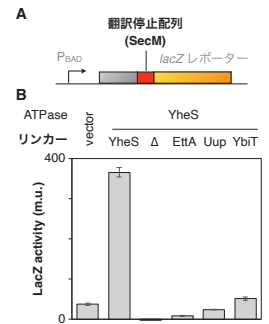 A
翻訳停止配列
(SecM)
PBAD
lacZ レポーター
B
ATPase
vector
YheS
リンカー
YheS Δ EttA Uup YbiT
400
LacZ activity (m.u.)
0